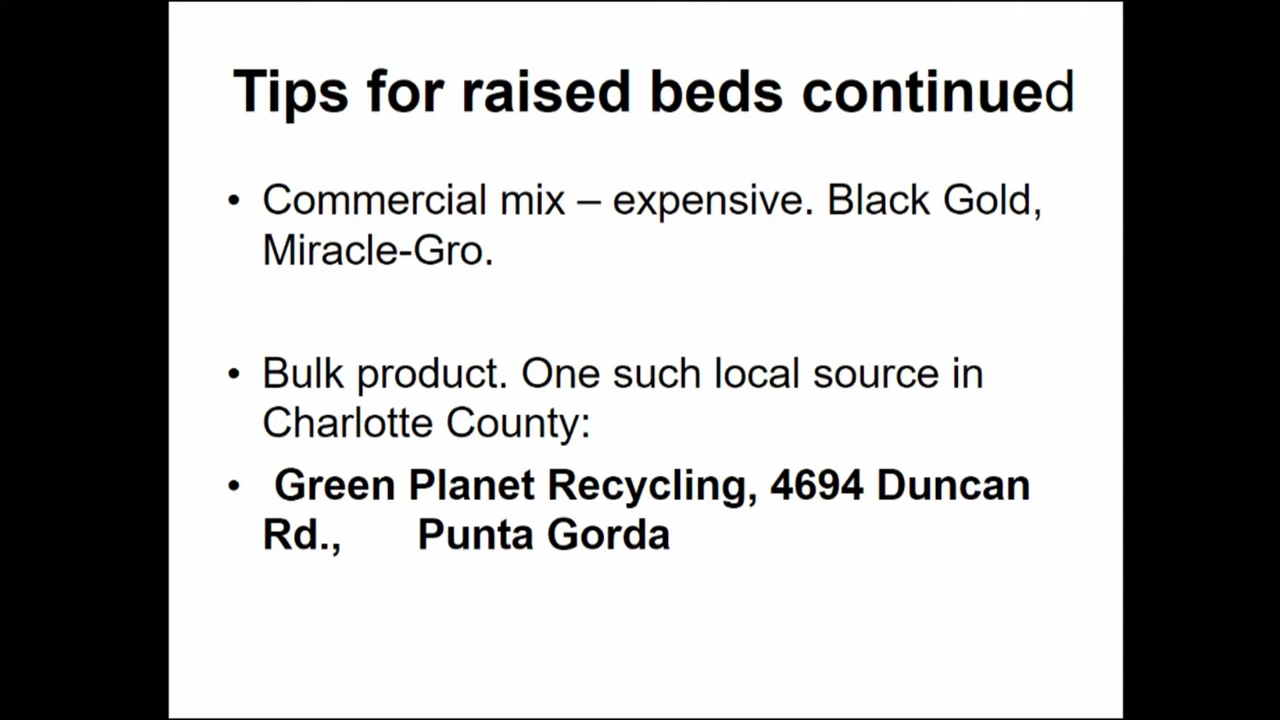 Tips for raised beds continued
• Commercial mix – expensive. Black Gold,
Miracle-Gro.
• Bulk product. One such local source in
Charlotte County:
• Green Planet Recycling, 4694 Duncan
Rd., Punta Gorda